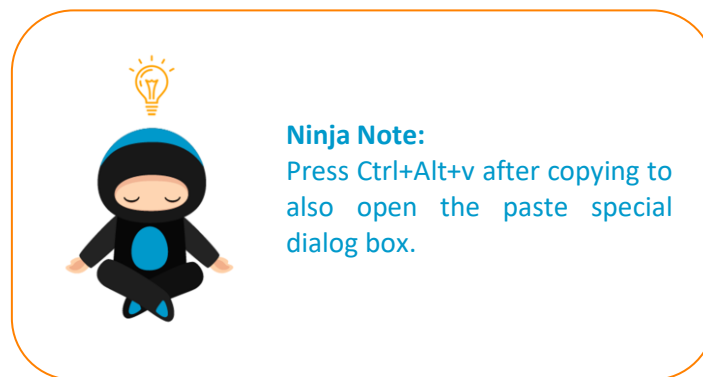 Ninja Note:
Press Ctrl+Alt+v after copying to
also open the paste special
dialog box.